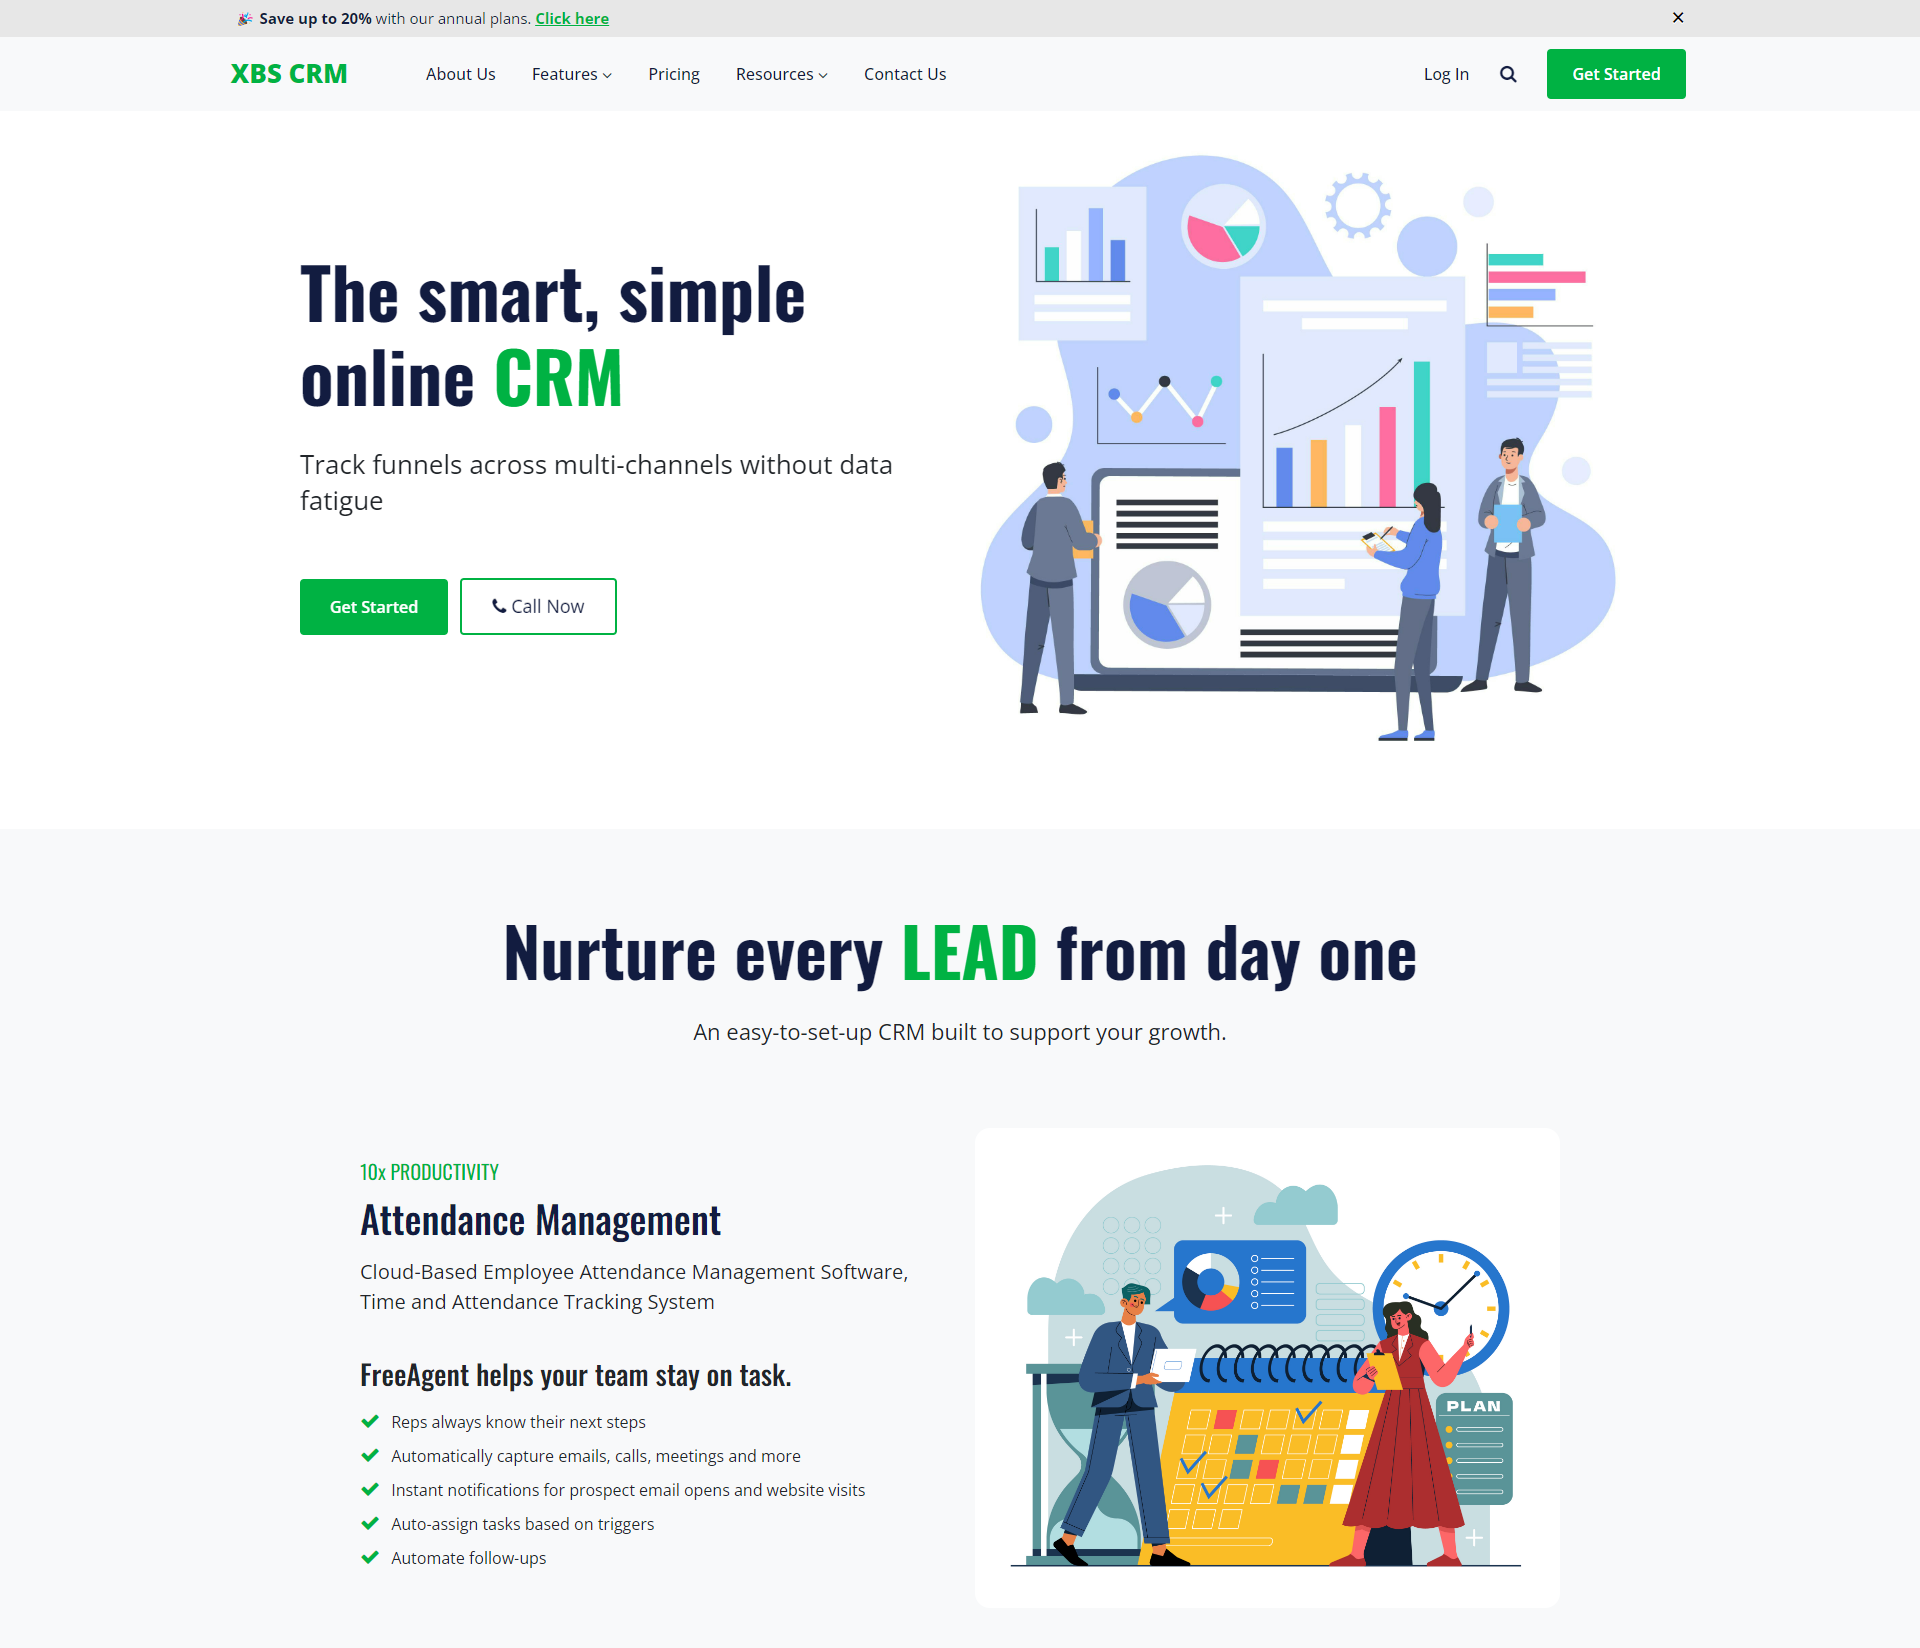 🎉 Save up to 20% with our annual plans. Click here
XBS CRM
About Us
Features
Pricing
Resources
Contact Us
Log In
Get Started
The smart, simple
online CRM
Track funnels across multi-channels without data
fatigue
Get Started
Call Now
Nurture every LEAD from day one
An easy-to-set-up CRM built to support your growth.
10x PRODUCTIVITY
Attendance Management
Cloud-Based Employee Attendance Management Software,
Time and Attendance Tracking System
FreeAgent helps your team stay on task.
Reps always know their next steps
Automatically capture emails, calls, meetings and more
Instant notifications for prospect email opens and website visits
Auto-assign tasks based on triggers
Automate follow-ups
PLAN